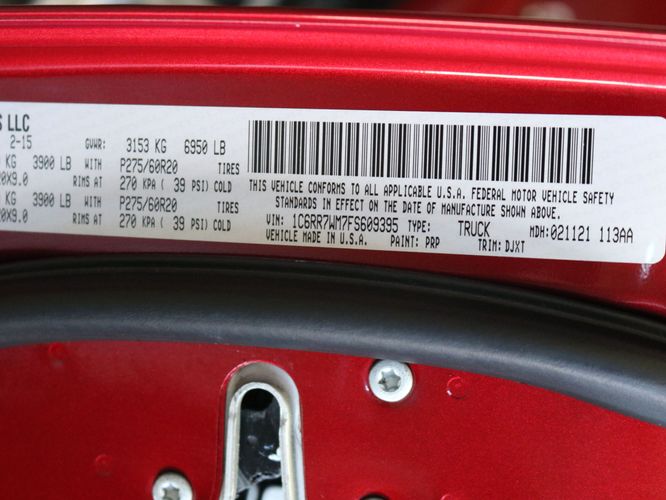 S LLC
2-15 GVWR: 3153 KG 6950 LB
KG 3900 LB WITH P275/60R20 TIRES
20X9.0 RIMS AT 270 KPA ( 39 PSI) COLD
KG 3900 LB WITH P275/60R20 TIRES
20X9.0 RIMS AT 270 KPA ( 39 PSI) COLD
THIS VEHICLE CONFORMS TO ALL APPLICABLE U.S.A. FEDERAL MOTOR VEHICLE SAFETY
STANDARDS IN EFFECT ON THE DATE OF MANUFACTURE SHOWN ABOVE.
VIN: 1C6RR7WM7FS609395 TYPE: TRUCK MDH: 021121 113AA
VEHICLE MADE IN U.S.A. PAINT: PRP TRIM: DJXT